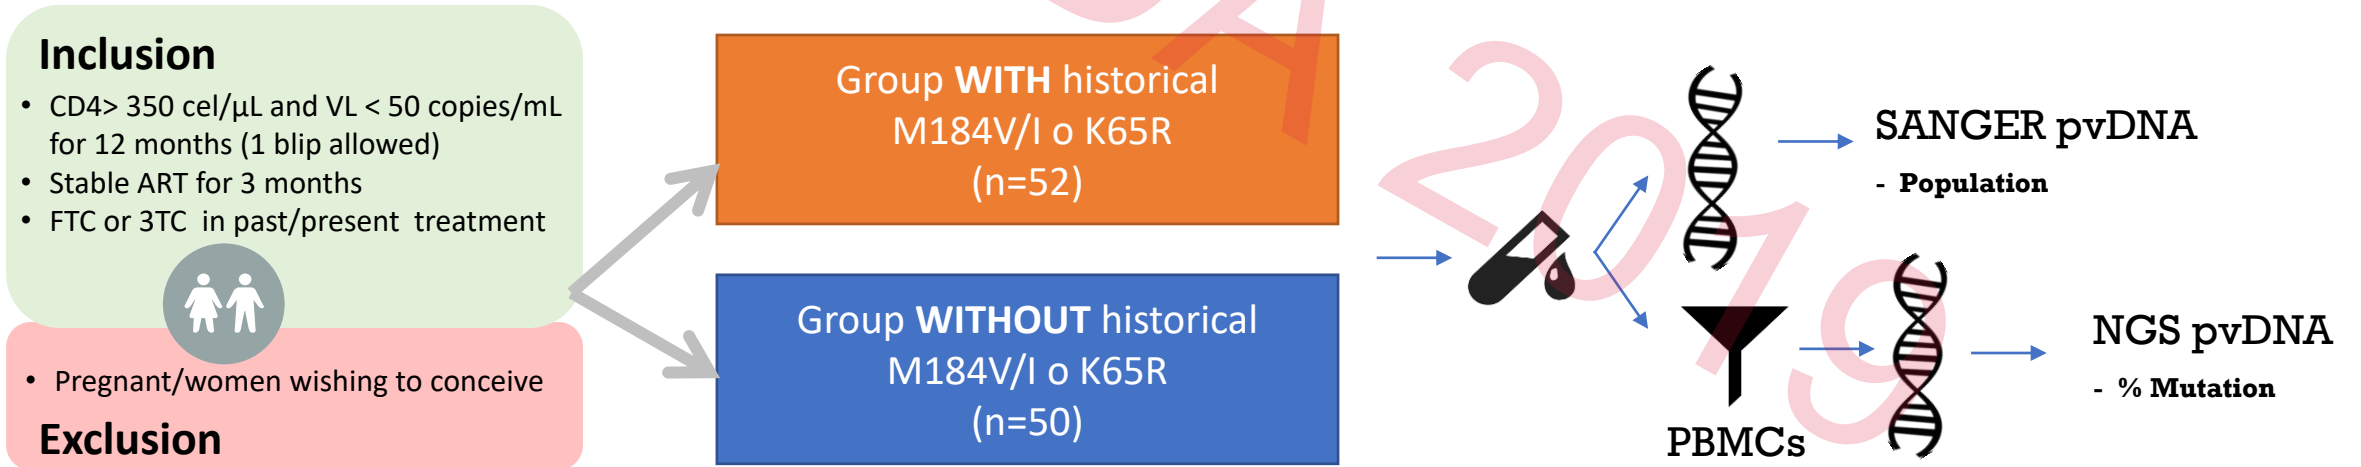 Inclusion
• CD4> 350 cel/µL and VL < 50 copies/mL
for 12 months (1 blip allowed)
• Stable ART for 3 months
• FTC or 3TC in past/present treatment
• Pregnant/women wishing to conceive
Exclusion
Group WITH historical
M184V/I o K65R
(n=52)
Group WITHOUT historical
M184V/I o K65R
(n=50)
SANGER pvDNA
- Population
PBMCs
NGS pvDNA
- % Mutation
A 2019